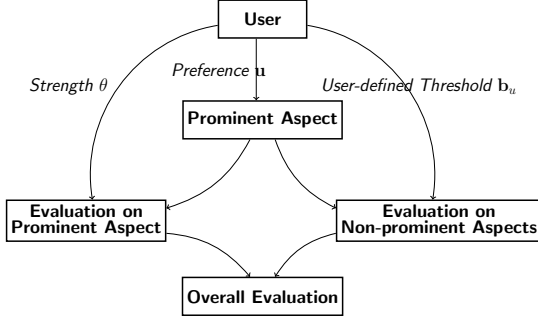 User
Strength θ
Preference u
User-defined Threshold b_u
Prominent Aspect
Evaluation on
Prominent Aspect
Evaluation on
Non-prominent Aspects
Overall Evaluation